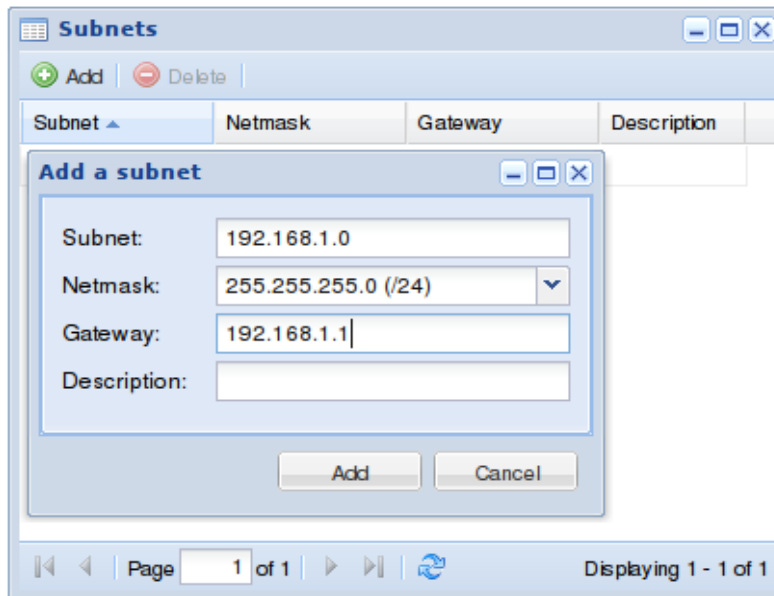 Subnets
Add Delete
Subnet Netmask Gateway Description
Add a subnet
Subnet: 192.168.1.0
Netmask: 255.255.255.0 (/24)
Gateway: 192.168.1.1
Description:
Add Cancel
Page 1 of 1 Displaying 1 - 1 of 1